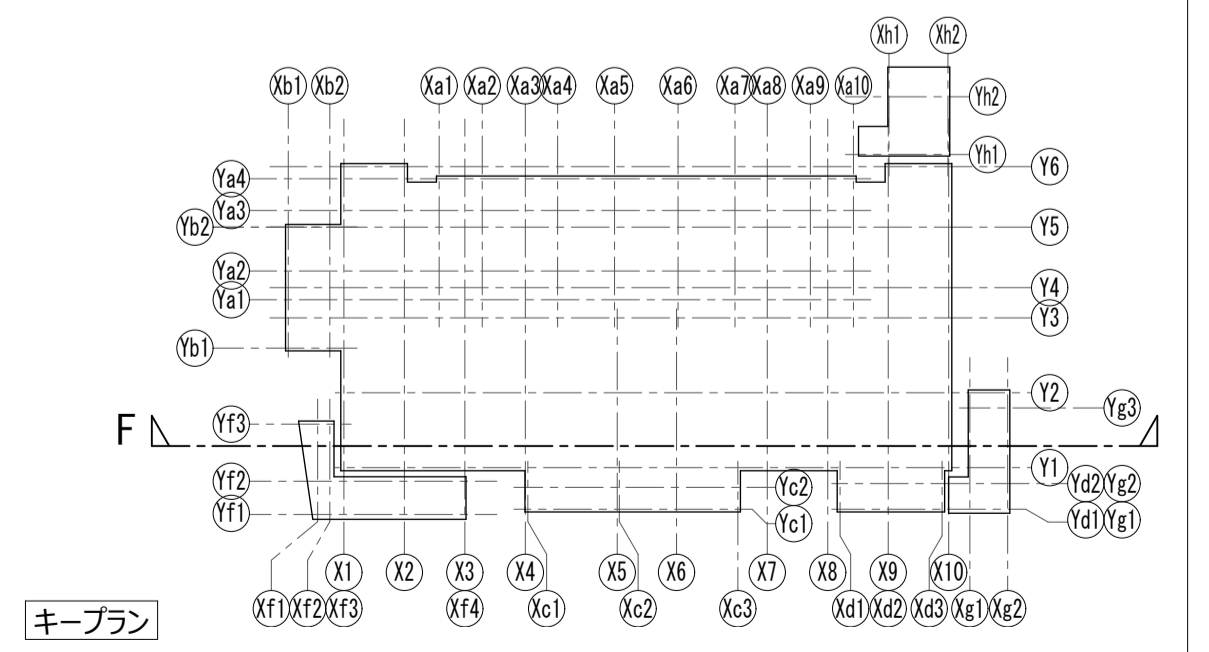 Xh1 Xh2
Xb1 Xb2 Xa1 Xa2 Xa3 Xa4 Xa5 Xa6 Xa7 Xa8 Xa9 Xa10
Yh2
Yh1
Ya4 Y6
Ya3
Yb2 Y5
Ya2
Ya1 Y4
Y3
Yb1
Y2
Yg3
F Yf3
Y1
Yf2 Yc2 Yd2 Yg2
Yf1 Yc1 Yd1 Yg1
X1 X2 X3 X4 X5 X6 X7 X8 X9 X10
Xf1 Xf2 Xf3 Xf4 Xc1 Xc2 Xc3 Xd1 Xd2 Xd3 Xg1 Xg2
キープラン